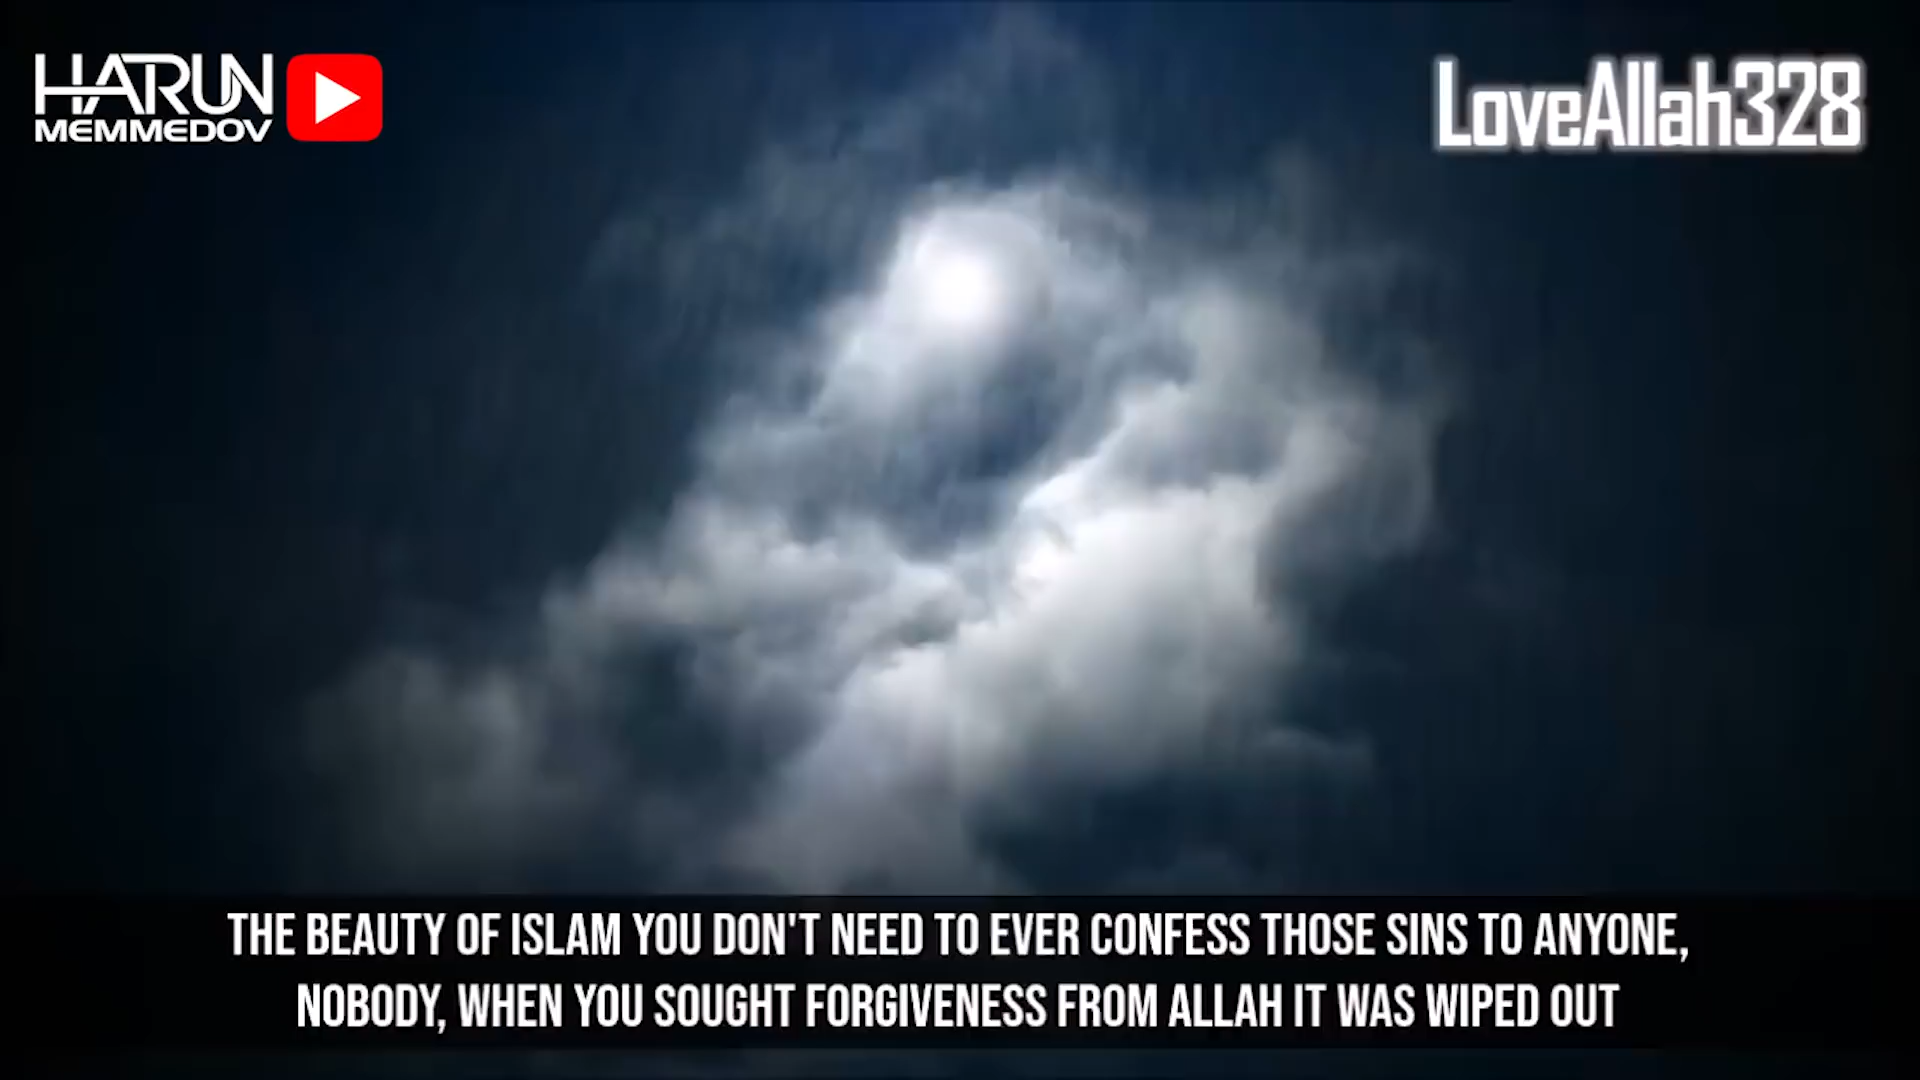 HARUN
MEMMEDOV
LoveAllah328
THE BEAUTY OF ISLAM YOU DON'T NEED TO EVER CONFESS THOSE SINS TO ANYONE,
NOBODY, WHEN YOU SOUGHT FORGIVENESS FROM ALLAH IT WAS WIPED OUT